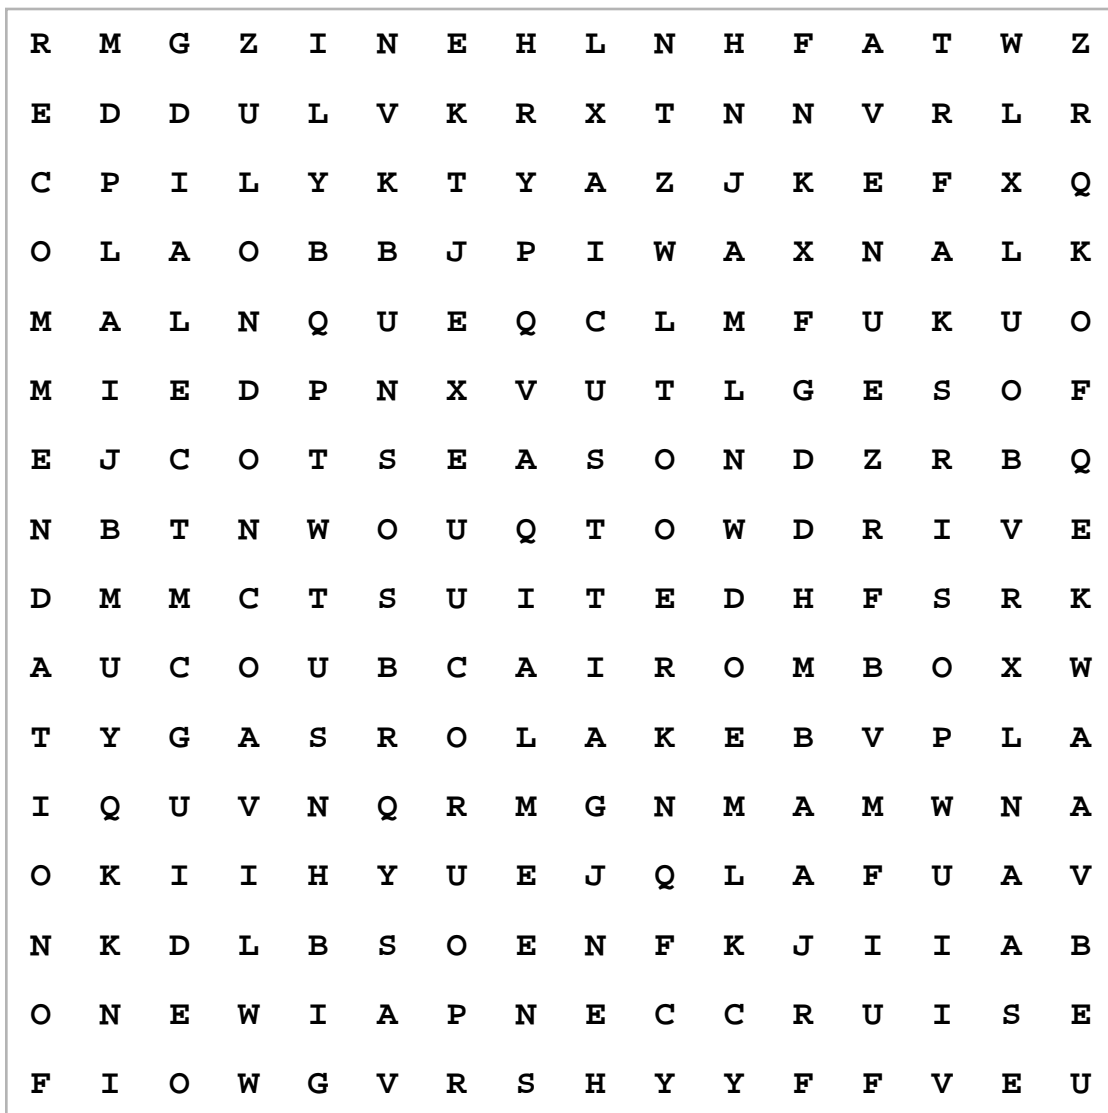 R M G Z I N E H L N H F A T W Z
E D D U L V K R X T N N V R L R
C P I L Y K T Y A Z J K E F X Q
O L A O B B J P I W A X N A L K
M A L N Q U E Q C L M F U K U O
M I E D P N X V U T L G E S O F
E J C O T S E A S O N D Z R B Q
N B T N W O U Q T O W D R I V E
D M M C T S U I T E D H F S R K
A U C O U B C A I R O M B O X W
T Y G A S R O L A K E B V P L A
I Q U V N Q R M G N M A M W N A
O K I I H Y U E J Q L A F U A V
N K D L B S O E N F K J I I A B
O N E W I A P N E C C R U I S E
F I O W G V R S H Y Y F F V E U